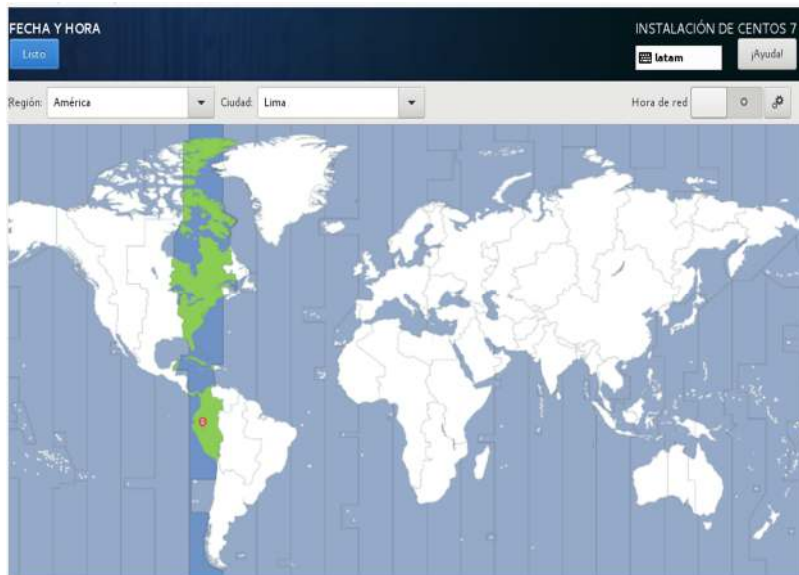 FECHA Y HORA
INSTALACIÓN DE CENTOS 7
Listo
latam
¡Ayuda!
Región: América
Ciudad: Lima
Hora de red
O